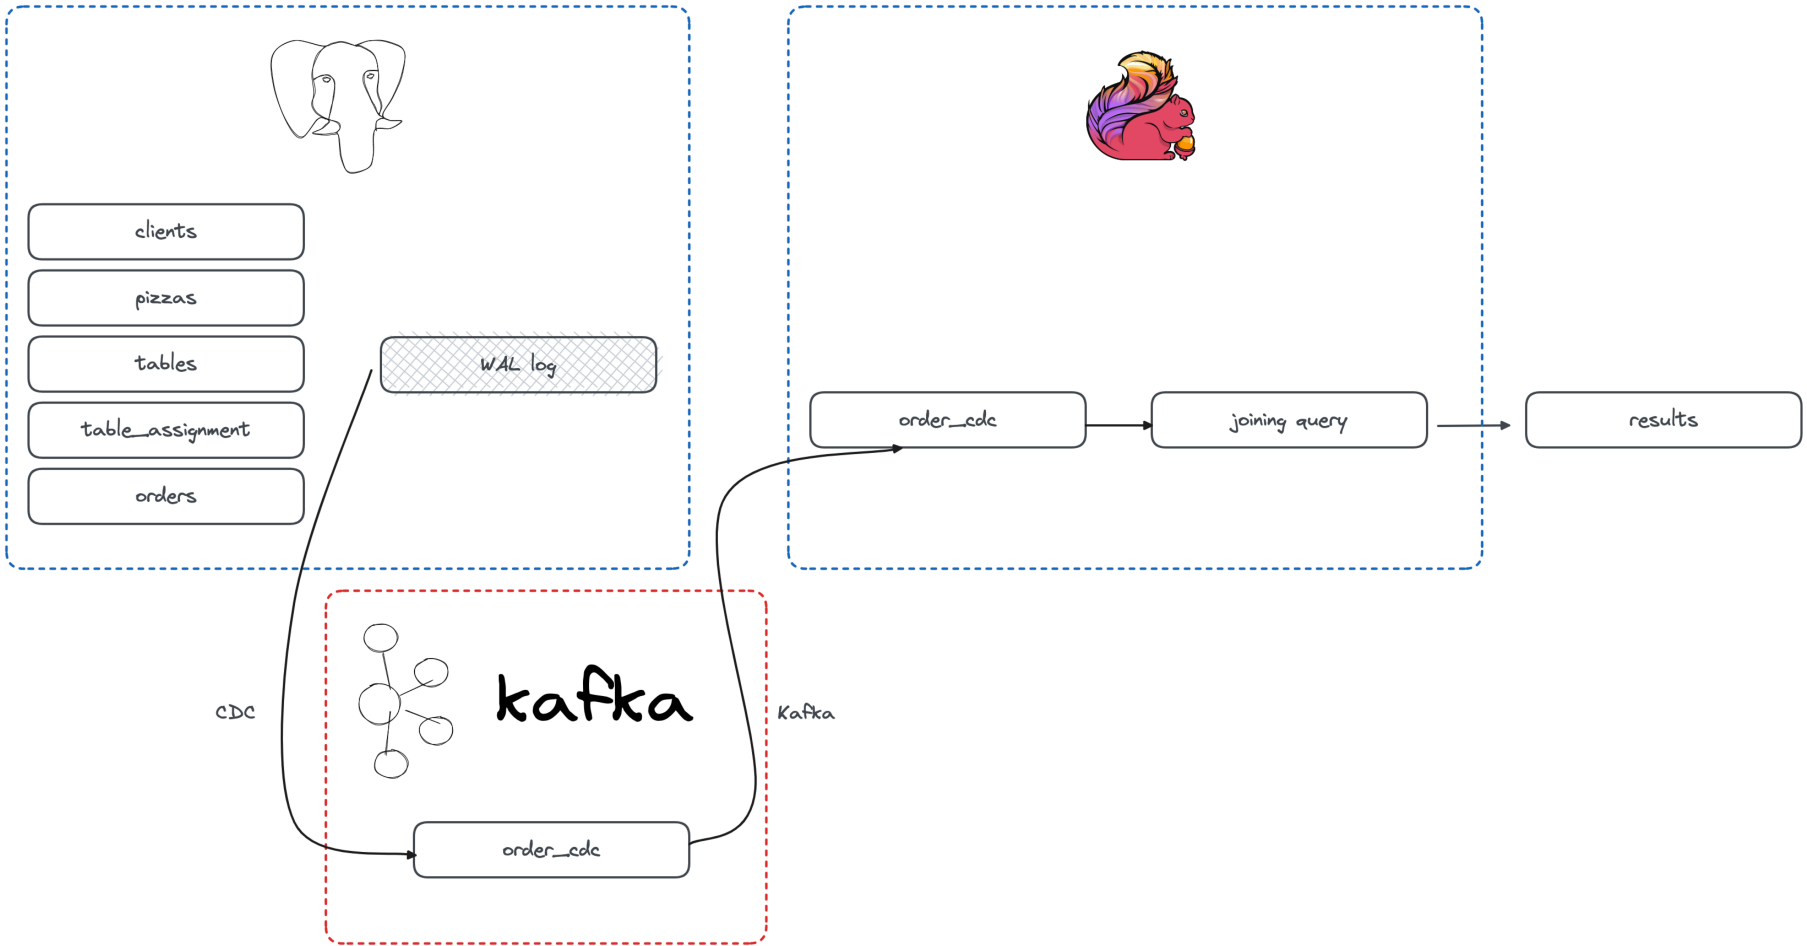 clients
pizzas
tables
table_assignment
orders
WAL log
order_cdc
joining query
results
CDC
kafka
Kafka
order_cdc